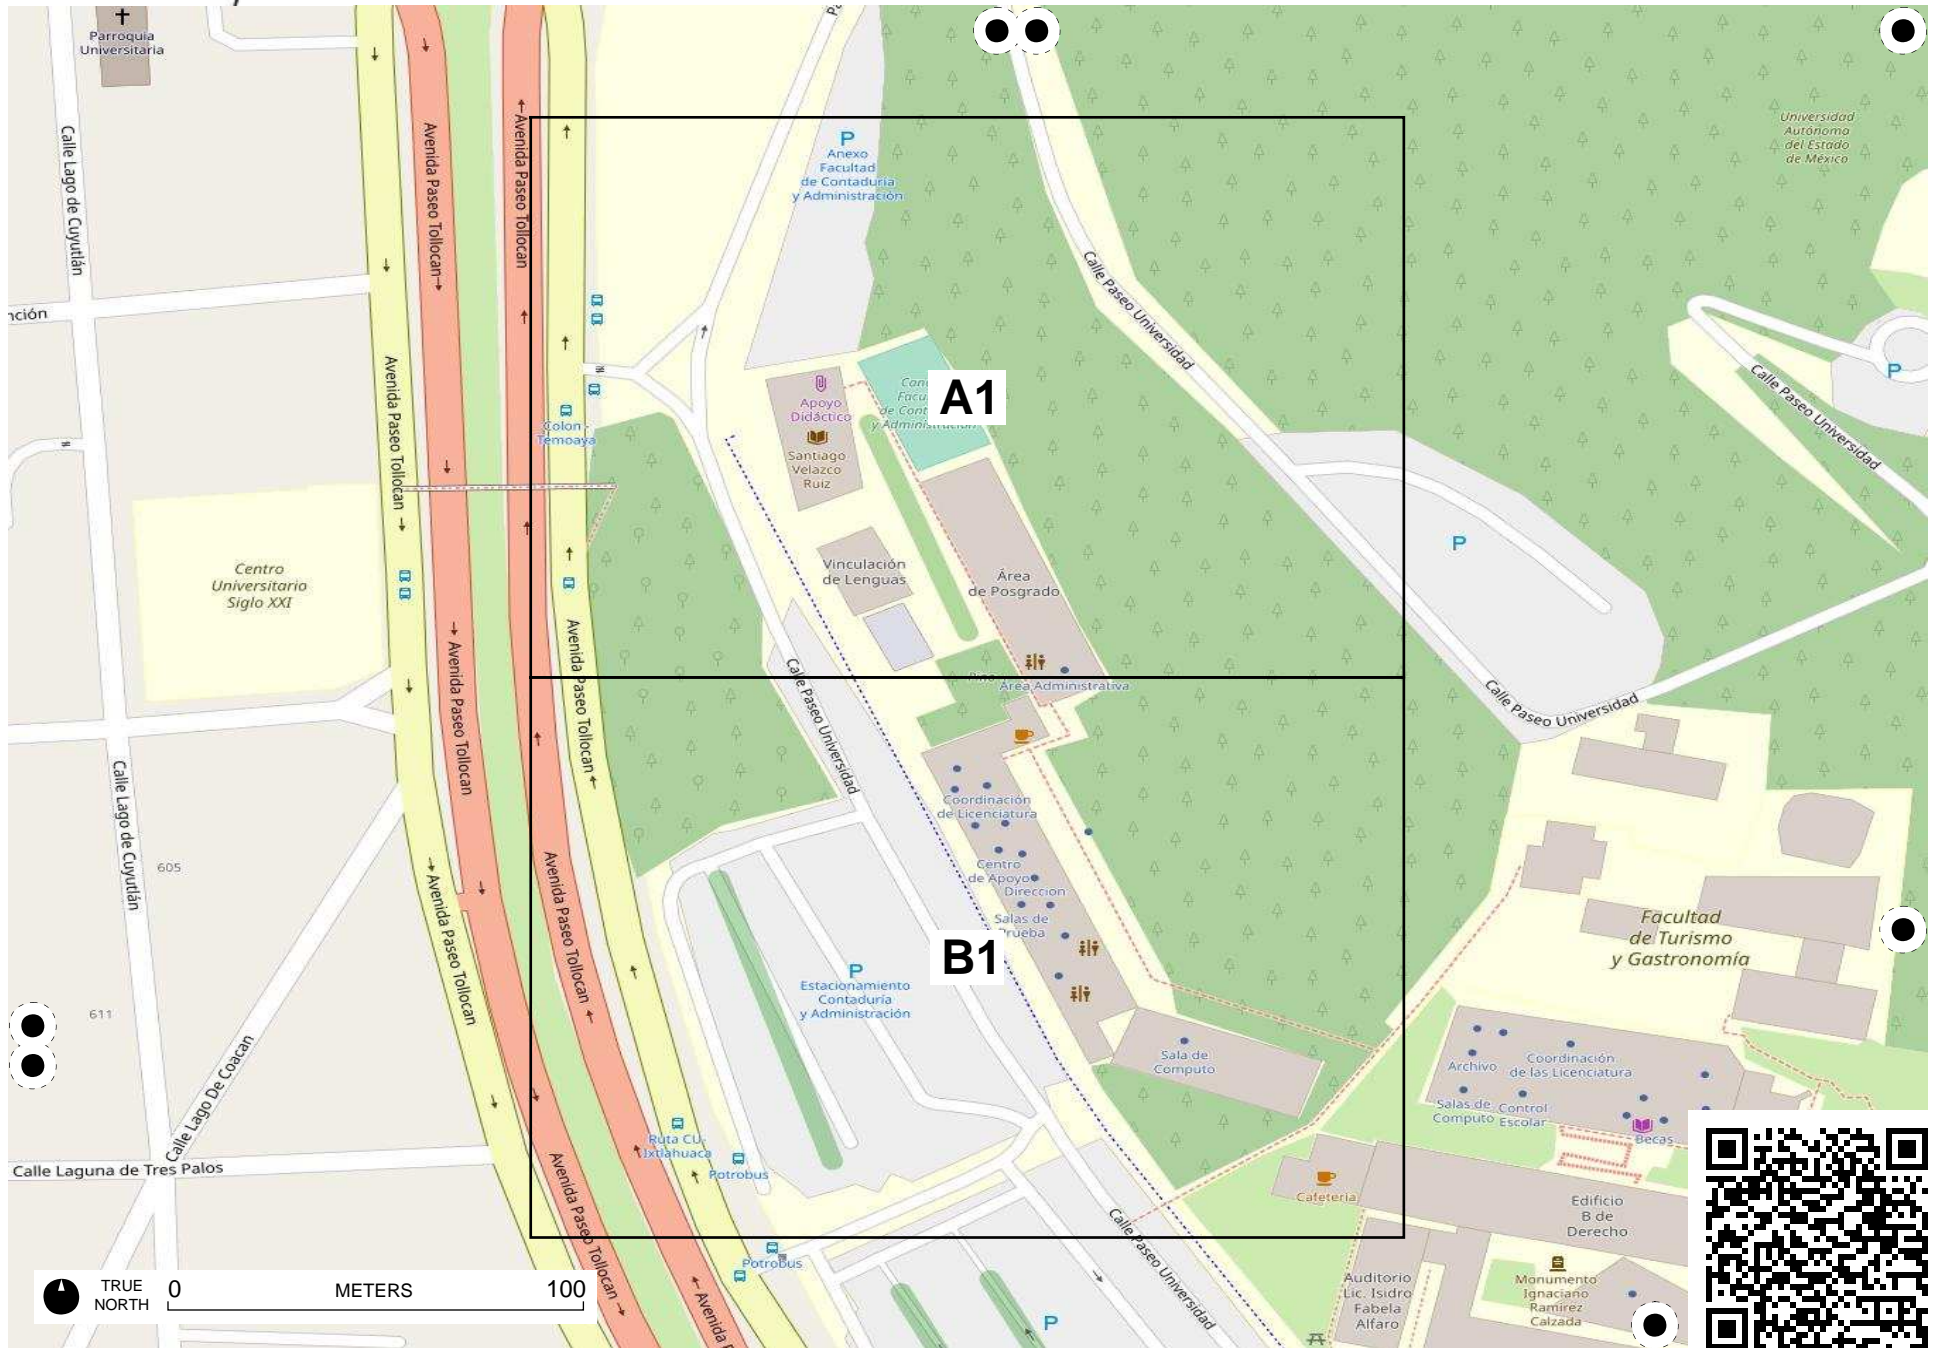 Parroquia
Universitaria
Universidad
Autónoma
del Estado
de México
P
Anexo
Facultad
de Contaduría
y Administración
Calle Lago de Cuyutlán
Avenida Paseo Tollocan
Avenida Paseo Tollocan
Calle Paseo Universidad
nción
Avenida Paseo Tollocan
P
Calle Paseo Universidad
Apoyo
Didáctico
A1
y Administración
Colon -
Temoaya
Santiago
Velazco
Ruiz
P
Centro
Universitario
Siglo XXI
Vinculación
de Lenguas
Área
de Posgrado
Avenida Paseo Tollocan
Avenida Paseo Tollocan
Calle Paseo Universidad
Área Administrativa
Calle Paseo Universidad
Calle Lago de Cuyutlán
Coordinación
de Licenciatura
605
Centro
de Apoyo
Direccion
Salas de
Prueba
Avenida Paseo Tollocan
Avenida Paseo Tollocan
Facultad
de Turismo
y Gastronomía
B1
P
Estacionamiento
Contaduría
y Administración
611
Calle Lago De Coacan
Sala de
Computo
Archivo
Coordinación
de las Licenciatura
Salas de
Computo
Control
Escolar
Becas
Ruta CU-
Ixtlahuaca
Potrobus
Calle Laguna de Tres Palos
Avenida Paseo Tollocan
Cafeteria
Edificio
B de
Derecho
Calle Paseo Universidad
Potrobus
TRUE
NORTH
0 METERS 100
Avenida P
P
Auditorio
Lic. Isidro
Fabela
Alfaro
Monumento
Ignaciano
Ramírez
Calzada